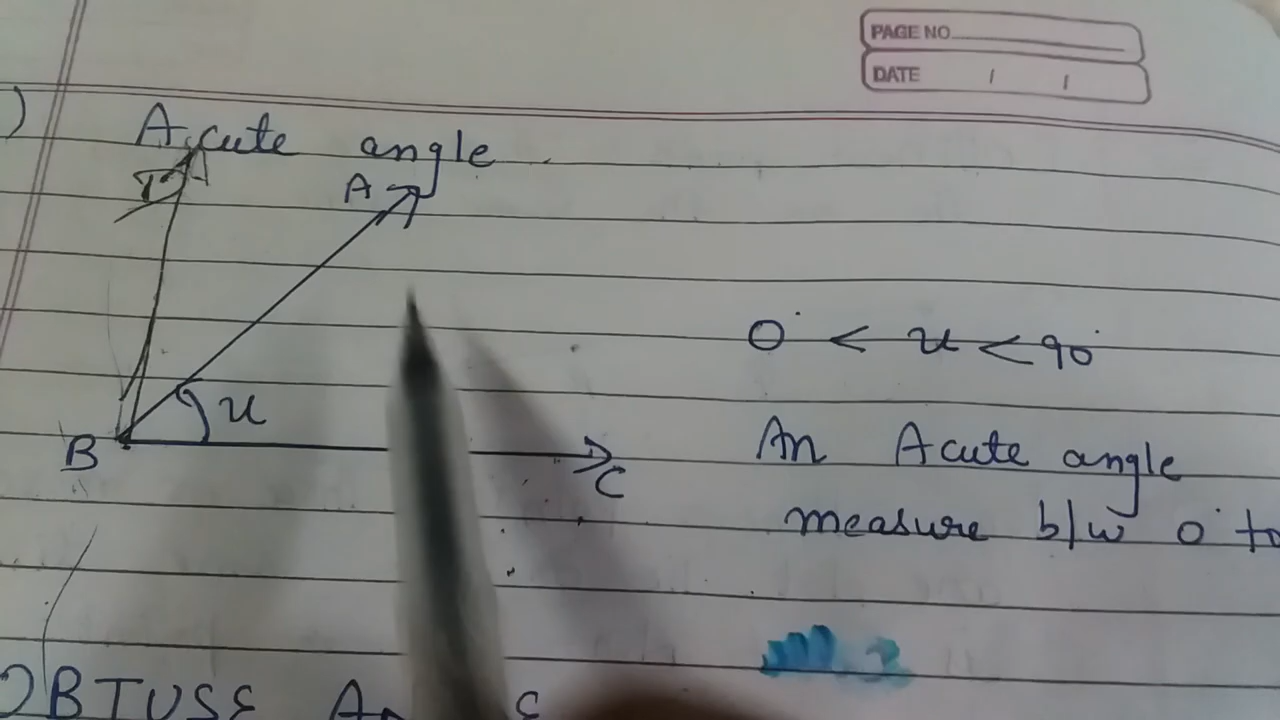 PAGE NO.
DATE / /
) Acute angle
A
0° < x < 90°
x
B
C
An Acute angle
measure b/w 0° to
OBTUSE